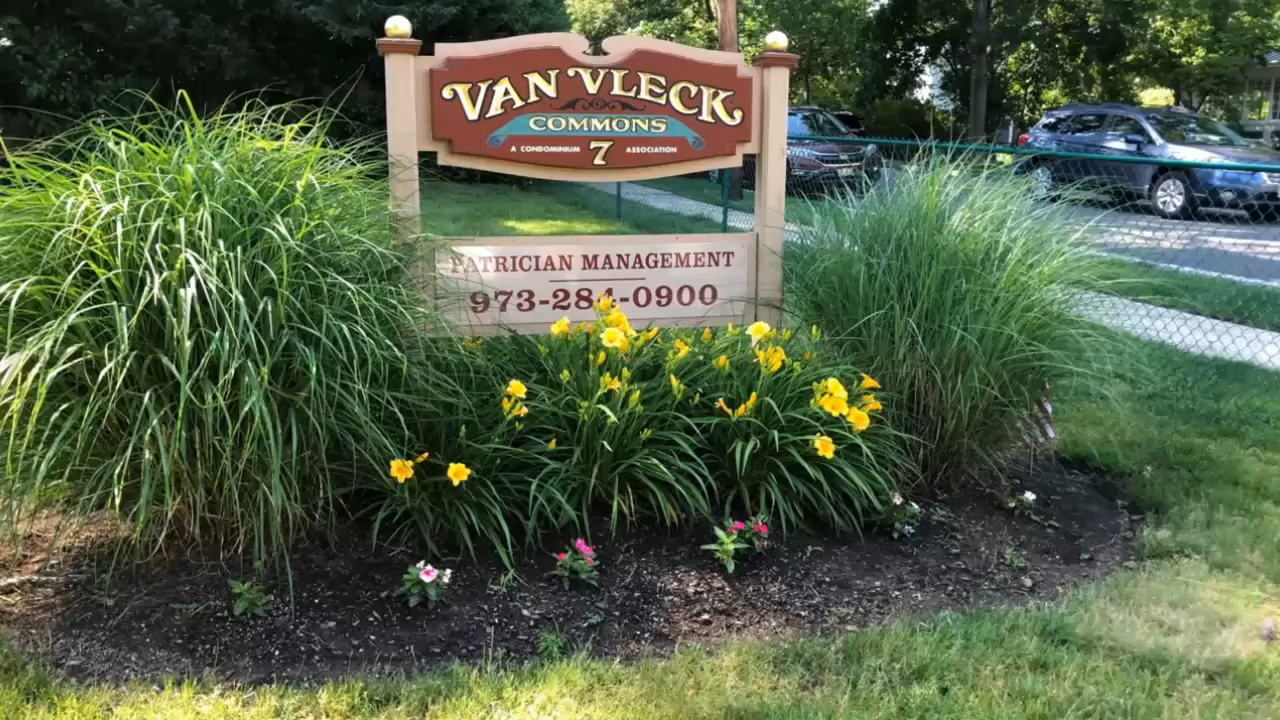 VAN VLECK
COMMONS
A CONDOMINIUM 7 ASSOCIATION
PATRICIAN MANAGEMENT
973-284-0900